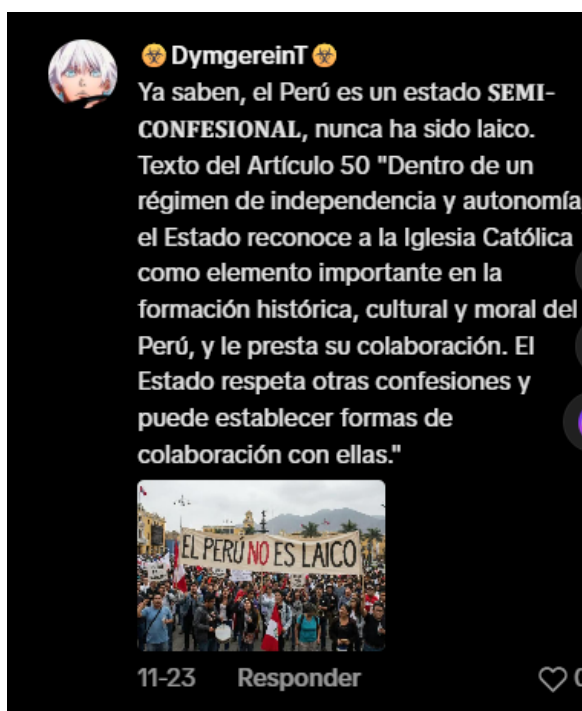 ☣️ DymgereinT ☣️
Ya saben, el Perú es un estado SEMI-
CONFESIONAL, nunca ha sido laico.
Texto del Artículo 50 "Dentro de un
régimen de independencia y autonomía
el Estado reconoce a la Iglesia Católica
como elemento importante en la
formación histórica, cultural y moral del
Perú, y le presta su colaboración. El
Estado respeta otras confesiones y
puede establecer formas de
colaboración con ellas."
EL PERÚ NO ES LAICO
11-23 Responder